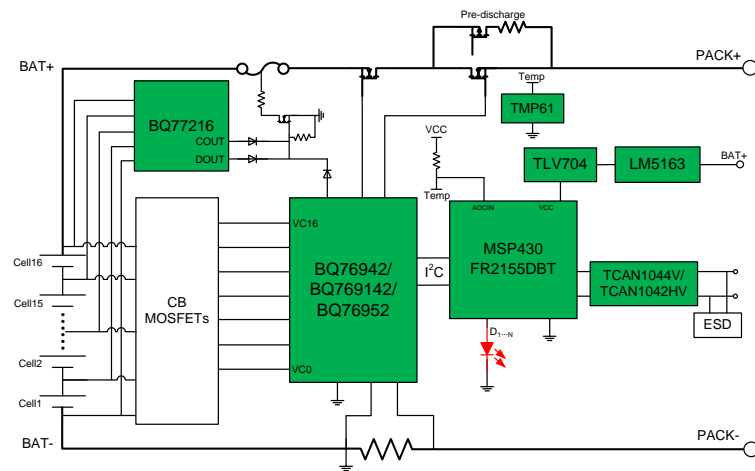 Pre-discharge
BAT+
PACK+
Temp
TMP61
BQ77216
COUT
DOUT
VCC
Temp
TLV704
LM5163
BAT+
VC16
ADCIN
VCC
CB
MOSFETs
BQ76942/
BQ769142/
BQ76952
I²C
MSP430
FR2155DBT
TCAN1044V/
TCAN1042HV
ESD
Cell16
Cell15
Cell2
Cell1
VC0
D1...N
BAT-
PACK-